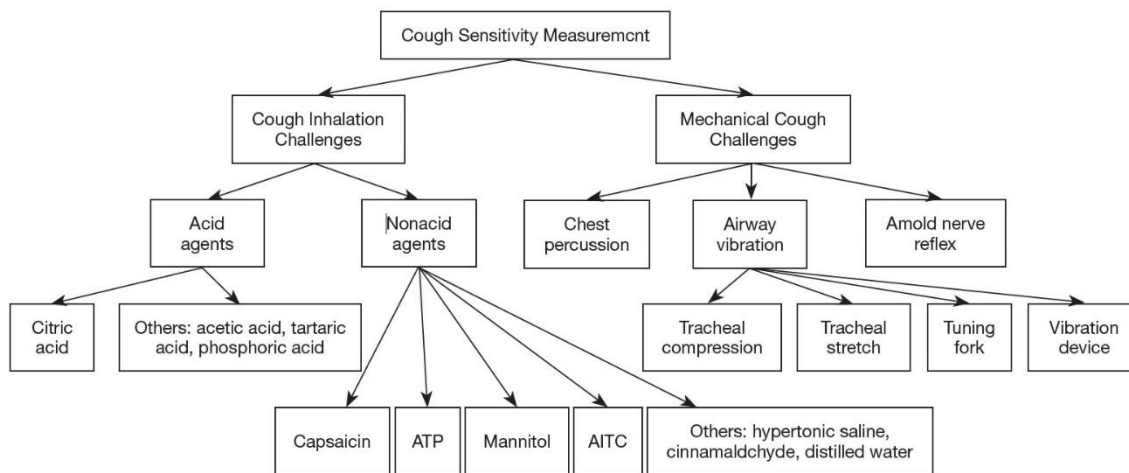 Cough Sensitivity Measuremcnt
Cough Inhalation
Challenges
Mechanical Cough
Challenges
Acid
agents
Nonacid
agents
Chest
percussion
Airway
vibration
Amold nerve
reflex
Citric
acid
Others: acetic acid, tartaric
acid, phosphoric acid
Tracheal
compression
Tracheal
stretch
Tuning
fork
Vibration
device
Capsaicin
ATP
Mannitol
AITC
Others: hypertonic saline,
cinnamaldchyde, distilled water